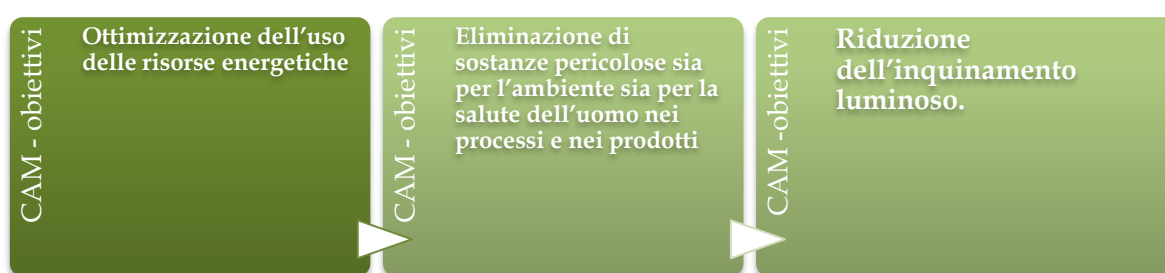 CAM - obiettivi
Ottimizzazione dell’uso
delle risorse energetiche
CAM - obiettivi
Eliminazione di
sostanze pericolose sia
per l’ambiente sia per la
salute dell’uomo nei
processi e nei prodotti
CAM -obiettivi
Riduzione
dell’inquinamento
luminoso.